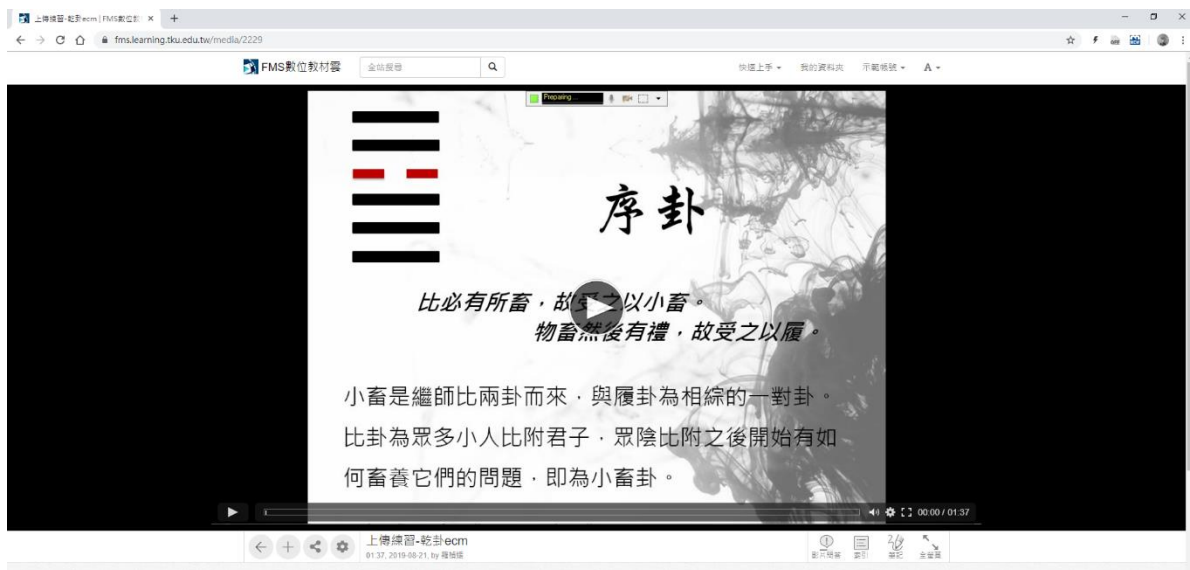 上傳練習-乾卦ecm | FMS數位教
fms.learning.tku.edu.tw/media/2229
FMS數位教材雲
全站搜尋
快速上手
我的資料夾
示範帳號
A
Preparing...
序卦
比必有所畜,故受之以小畜。
物畜然後有禮,故受之以履。
小畜是繼師比兩卦而來,與履卦為相綜的一對卦。
比卦為眾多小人比附君子,眾陰比附之後開始有如
何畜養它們的問題,即為小畜卦。
00:00 / 01:37
上傳練習-乾卦ecm
01:37, 2019-08-21, by
影片問答
索引
筆記
全螢幕